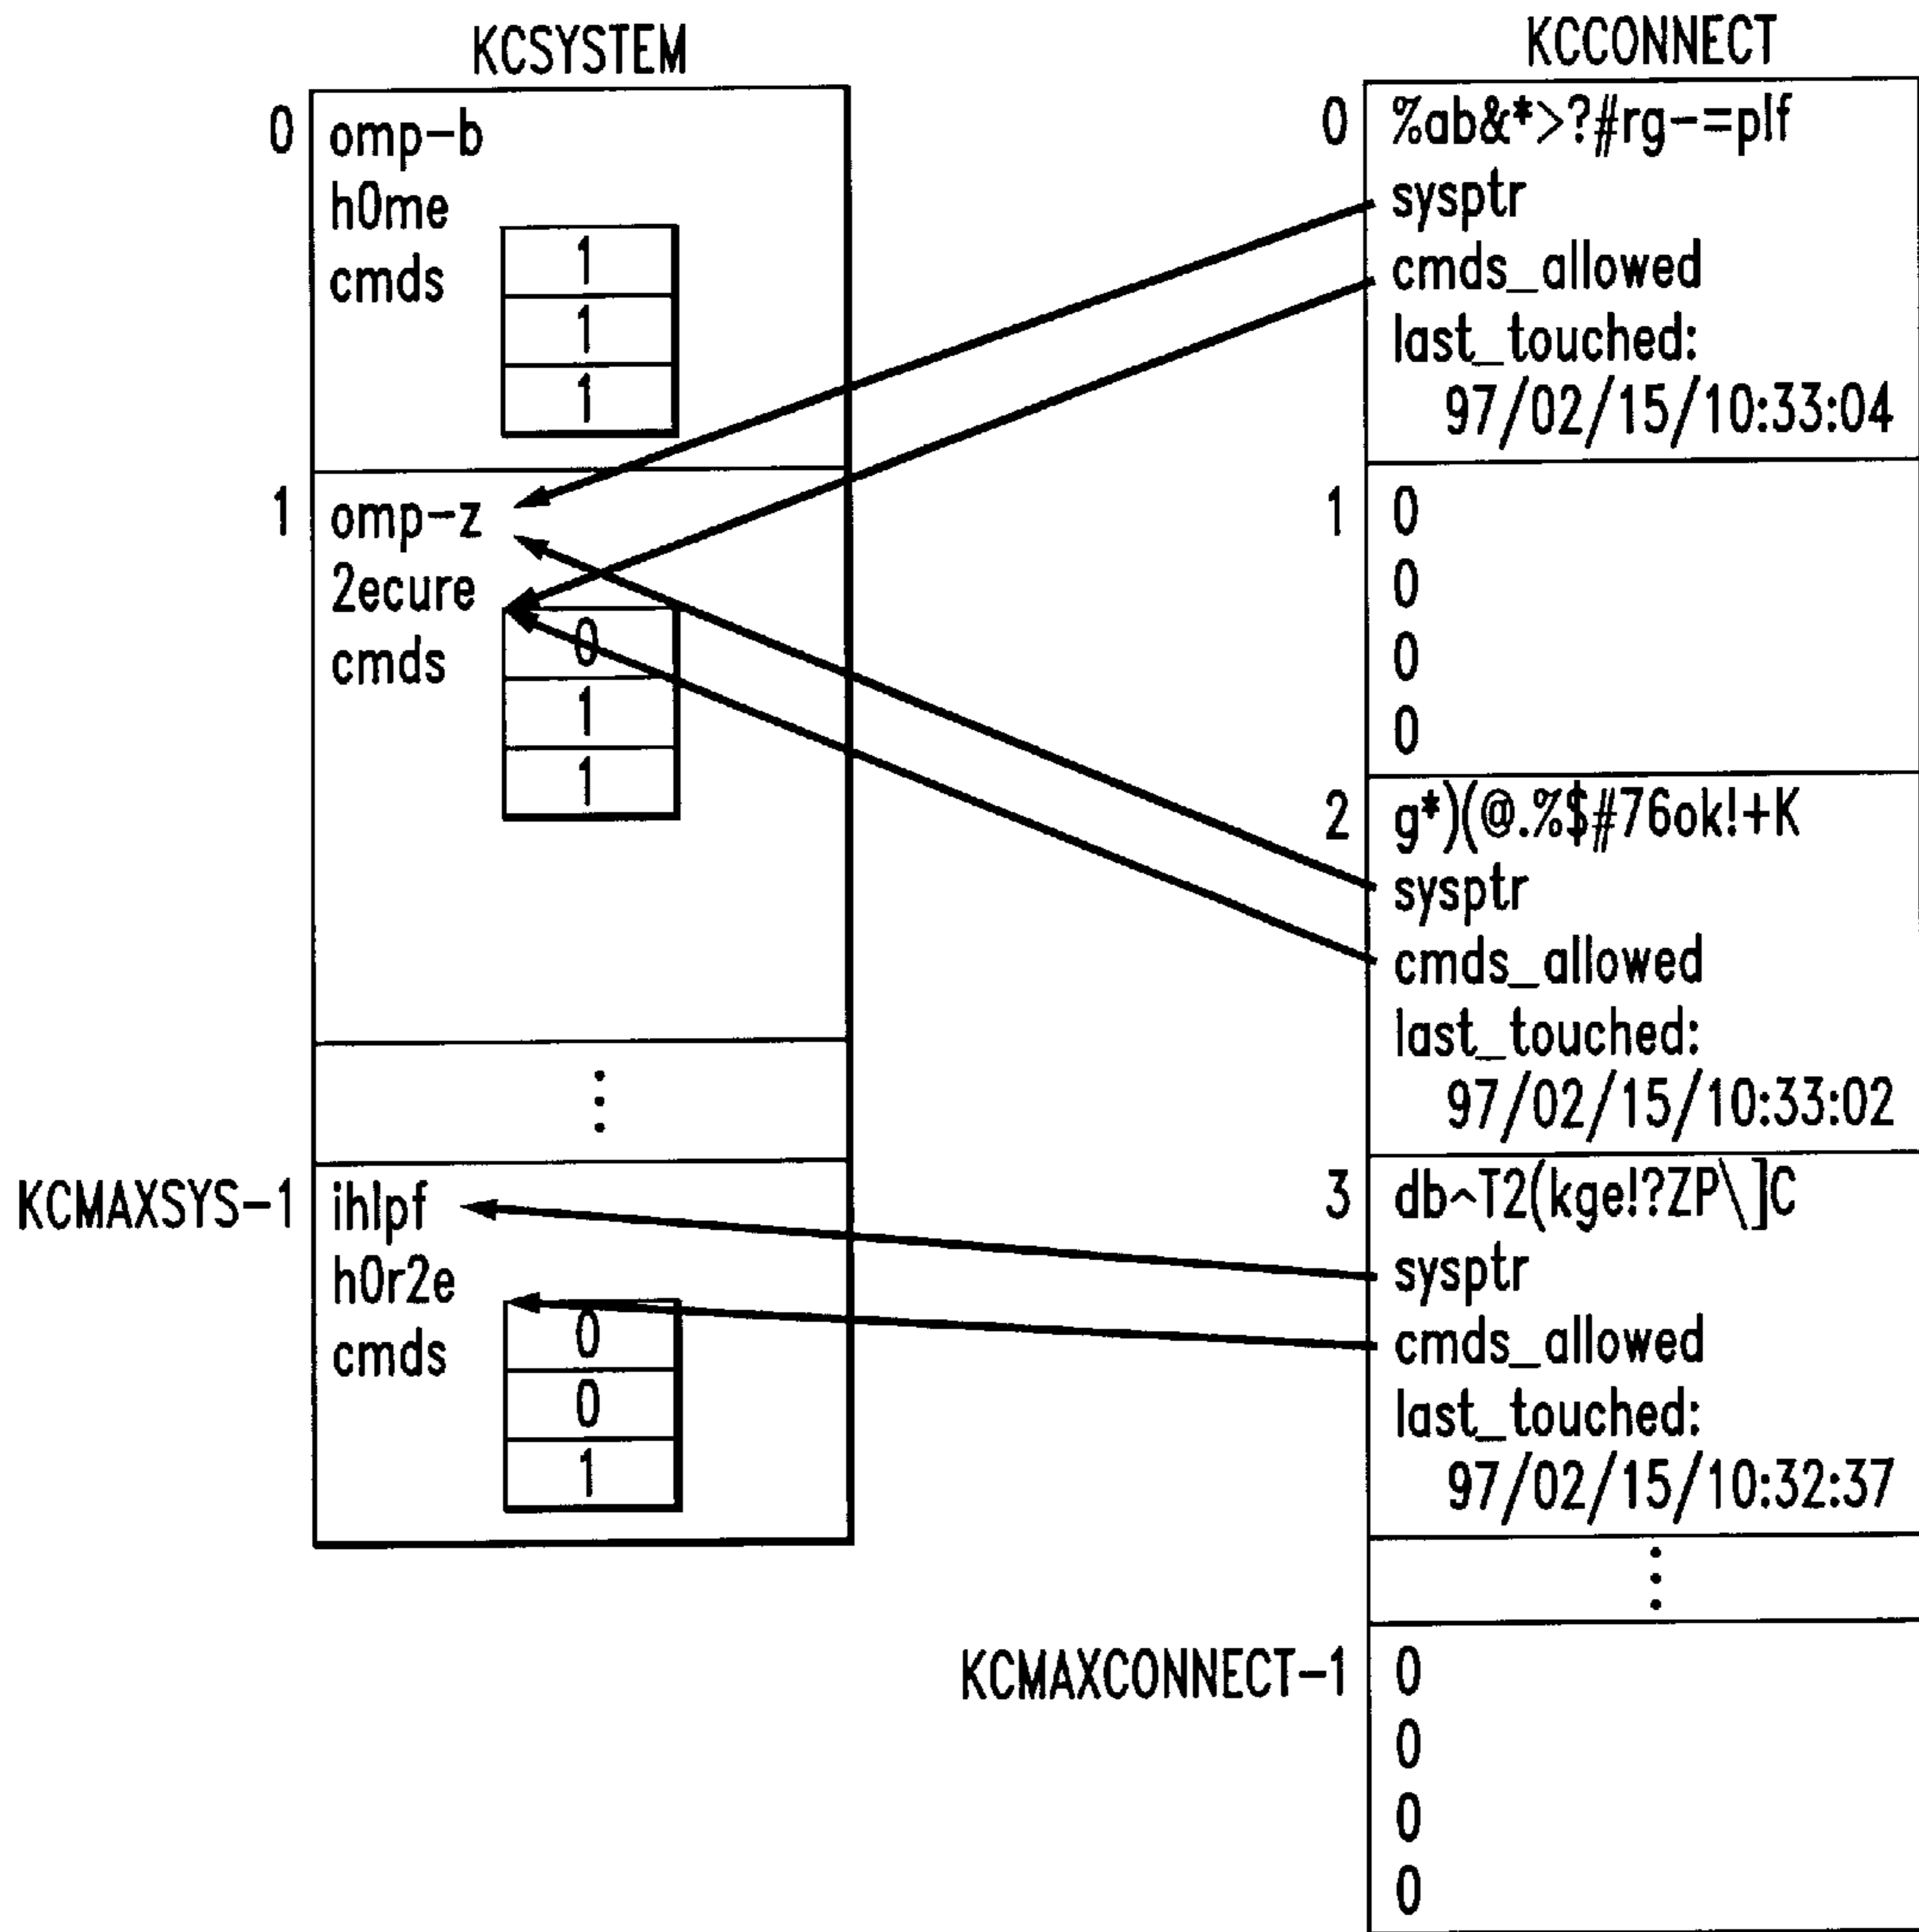 KCSYSTEM
0
omp-b
h0me
cmds
1
1
1
1
omp-z
2ecure
cmds
0
1
1
⋮
KCMAXSYS-1
ihlpf
h0r2e
cmds
0
0
1
KCCONNECT
0
%ab&*>?#rg-=plf
sysptr
cmds_allowed
last_touched:
97/02/15/10:33:04
1
0
0
0
0
2
g*)(@.%$#76ok!+K
sysptr
cmds_allowed
last_touched:
97/02/15/10:33:02
3
db~T2(kge!?ZP\]C
sysptr
cmds_allowed
last_touched:
97/02/15/10:32:37
⋮
KCMAXCONNECT-1
0
0
0
0